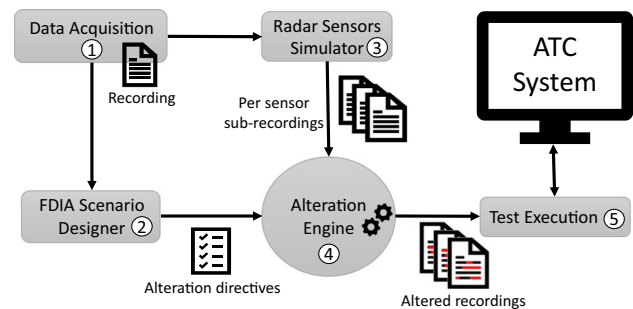 Data Acquisition
1
Recording
Radar Sensors
Simulator 3
ATC
System
Per sensor
sub-recordings
FDIA Scenario
Designer 2
Alteration directives
Alteration
Engine
4
Altered recordings
Test Execution 5